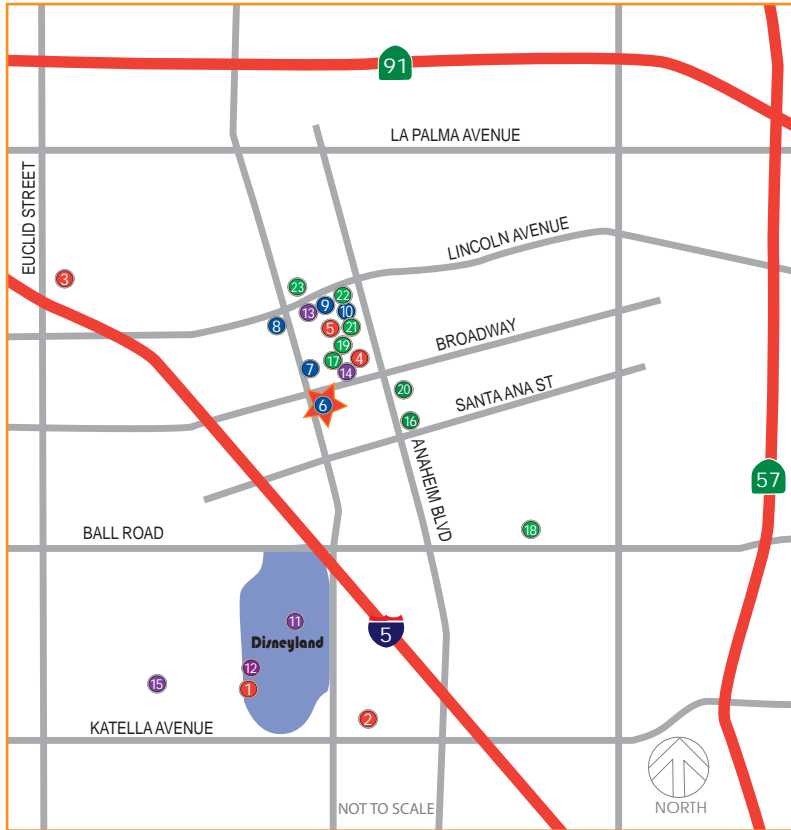 91
LA PALMA AVENUE
EUCLID STREET
LINCOLN AVENUE
3
23
22
13
9
10
8
5
21
BROADWAY
19
17
4
7
14
20
SANTA ANA ST
6
16
ANAHEIM BLVD
57
BALL ROAD
18
11
5
Disneyland
12
15
1
2
KATELLA AVENUE
NOT TO SCALE
NORTH